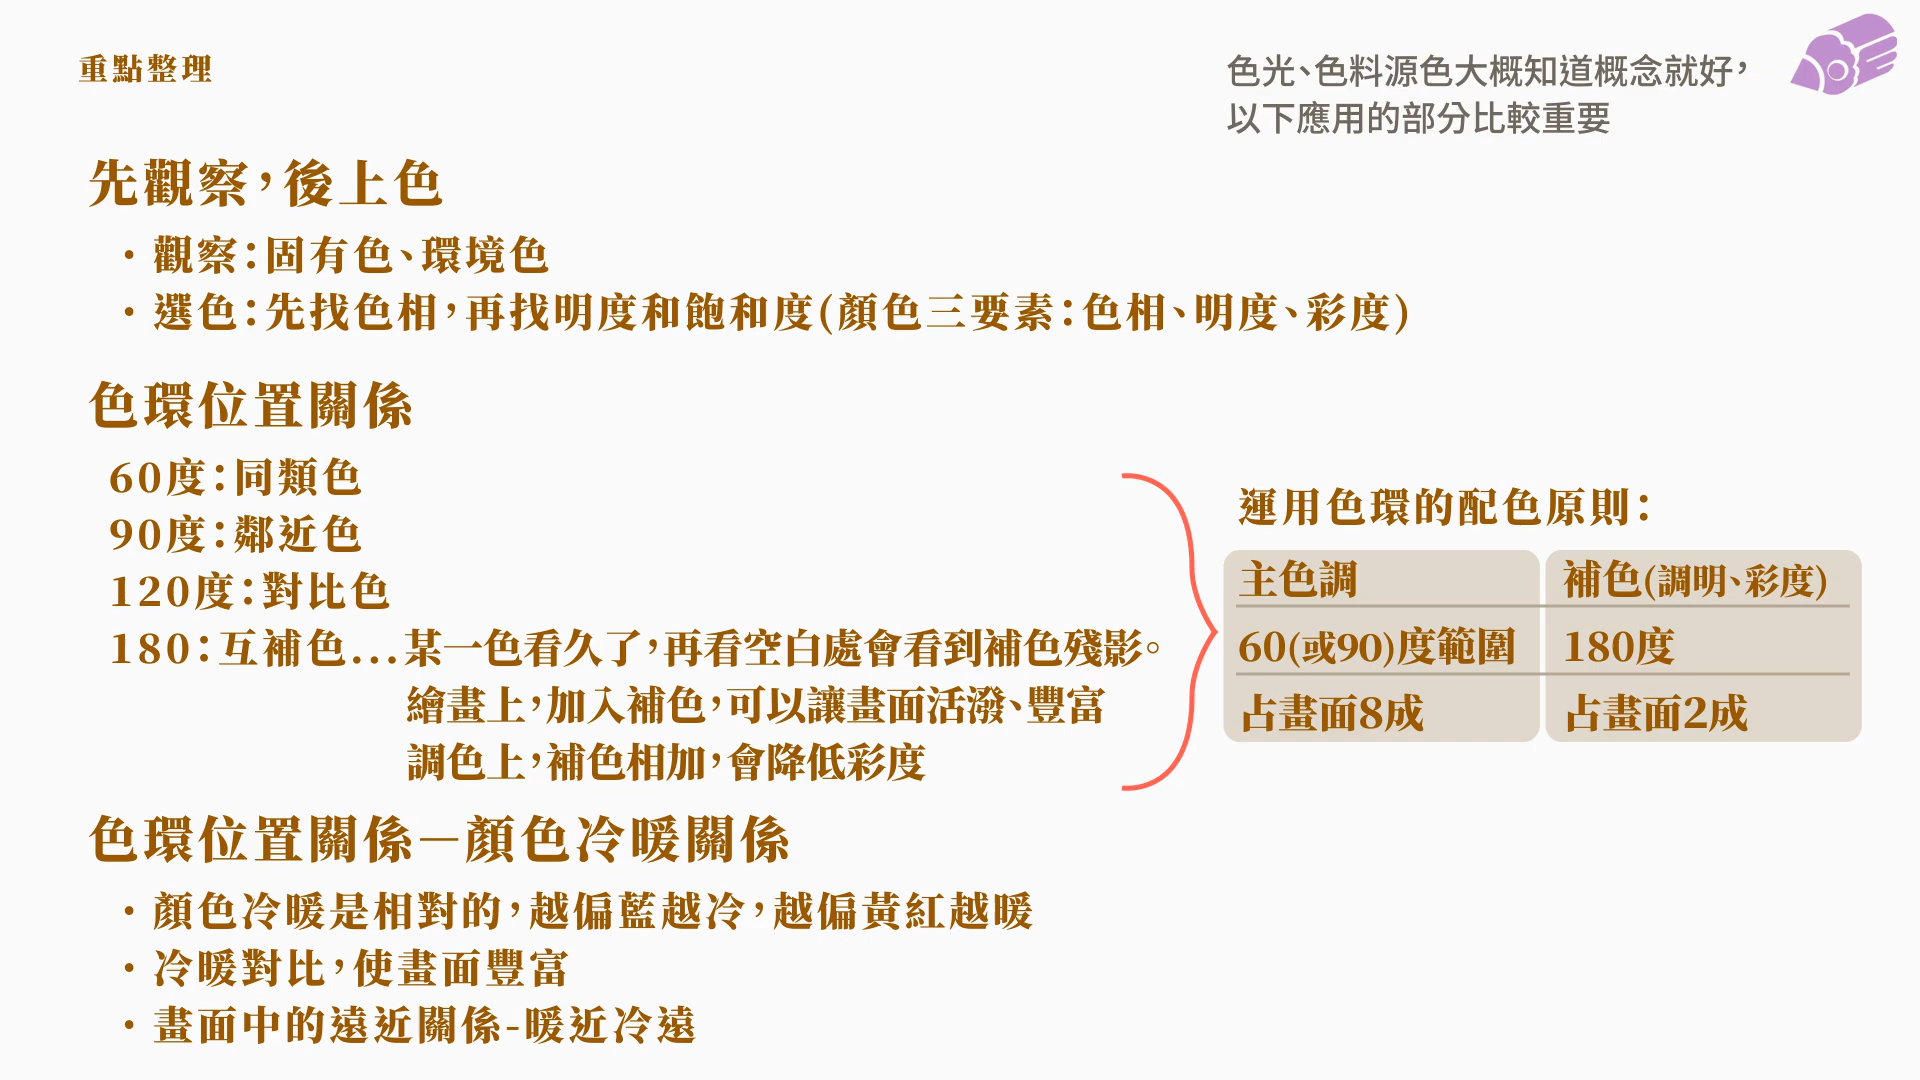 重點整理
色光、色料源色大概知道概念就好，
以下應用的部分比較重要
先觀察，後上色
・觀察：固有色、環境色
・選色：先找色相，再找明度和飽和度(顏色三要素：色相、明度、彩度)
色環位置關係
60度：同類色
90度：鄰近色
120度：對比色
180：互補色...某一色看久了，再看空白處會看到補色殘影。
繪畫上，加入補色，可以讓畫面活潑、豐富
調色上，補色相加，會降低彩度
運用色環的配色原則：
主色調 補色(調明、彩度)
60(或90)度範圍 180度
占畫面8成 占畫面2成
色環位置關係－顏色冷暖關係
・顏色冷暖是相對的，越偏藍越冷，越偏黃紅越暖
・冷暖對比，使畫面豐富
・畫面中的遠近關係-暖近冷遠